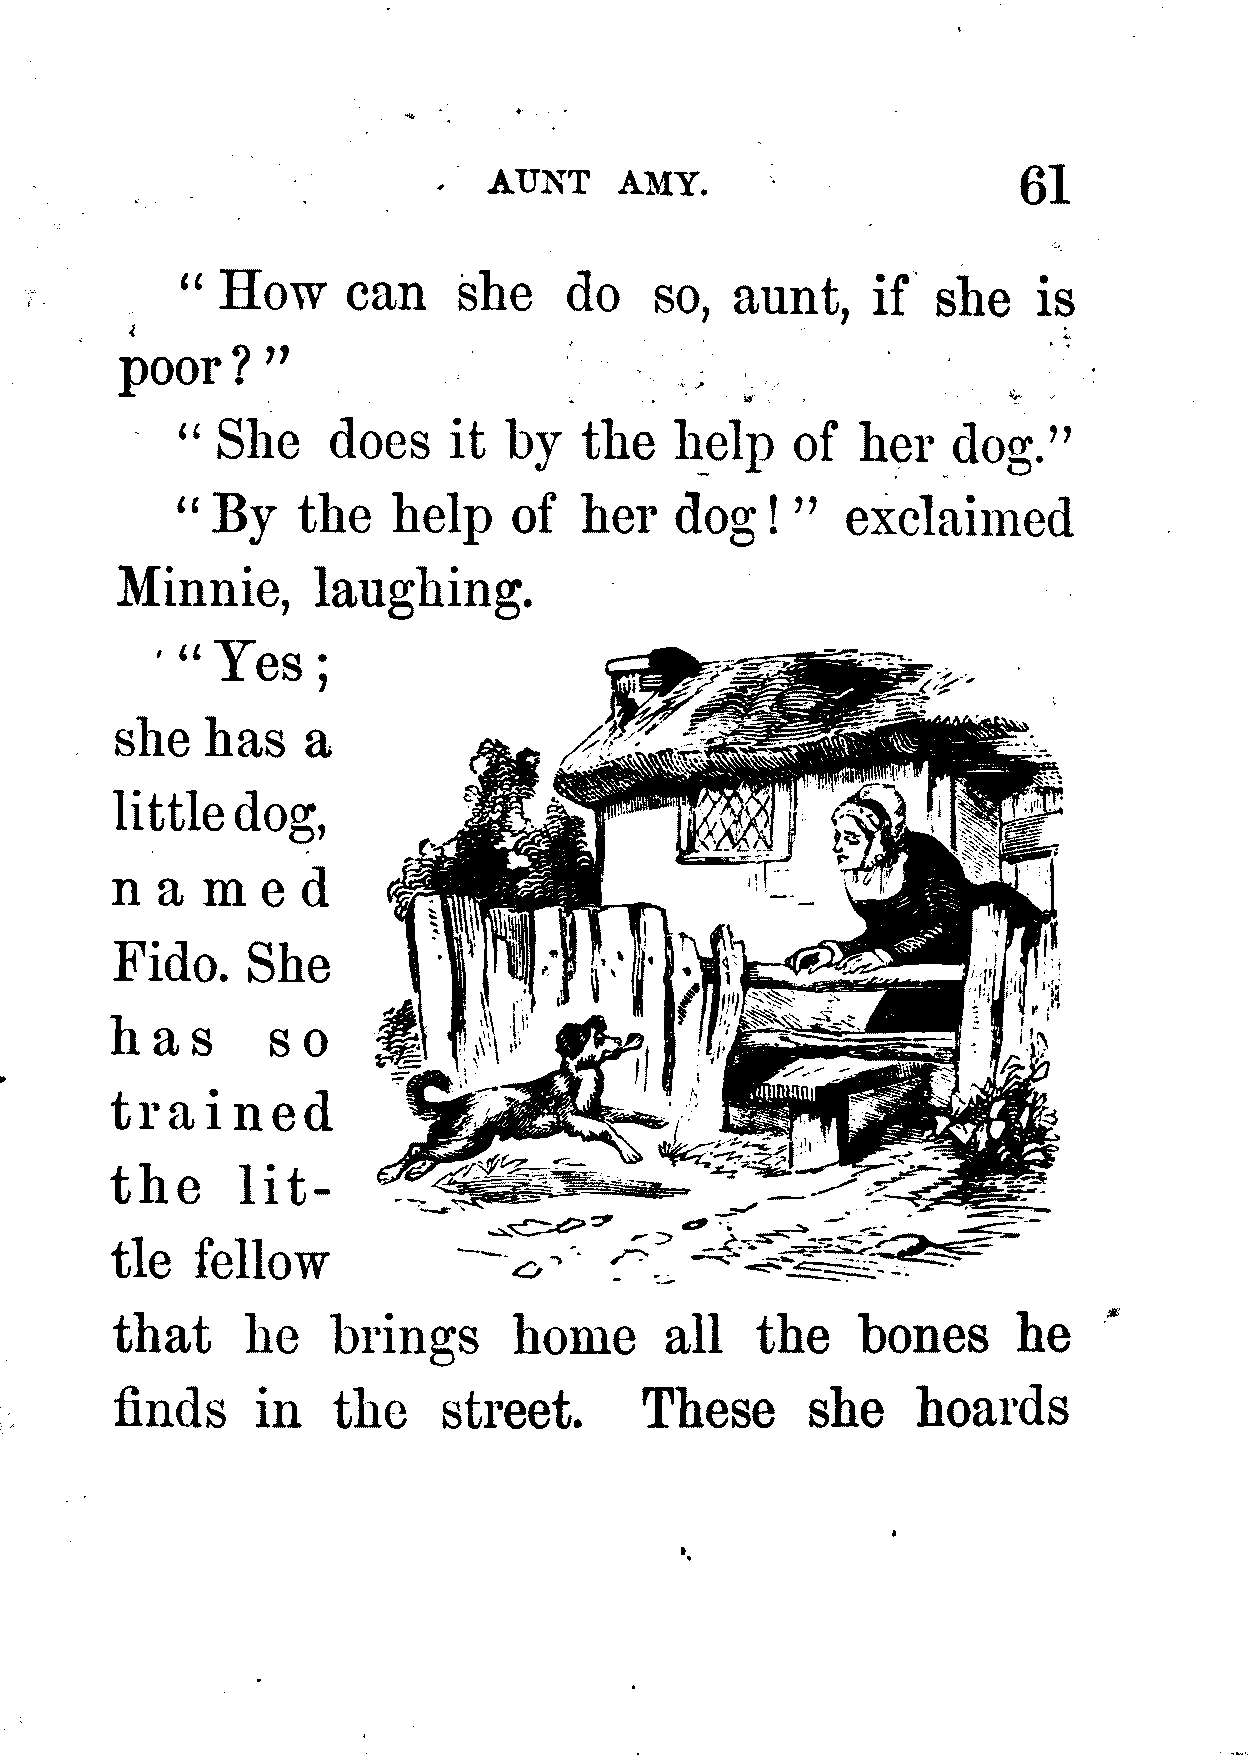 AUNT AMY. 61
“ How can she do so, aunt, if she is
poor ? ”
“ She does it by the help of her dog.”
“ By the help of her dog ! ” exclaimed
Minnie, laughing.
“ Yes ;
she has a
little dog,
named
Fido. She
has so
trained
the lit-
tle fellow
that he brings home all the bones he
finds in the street. These she hoards